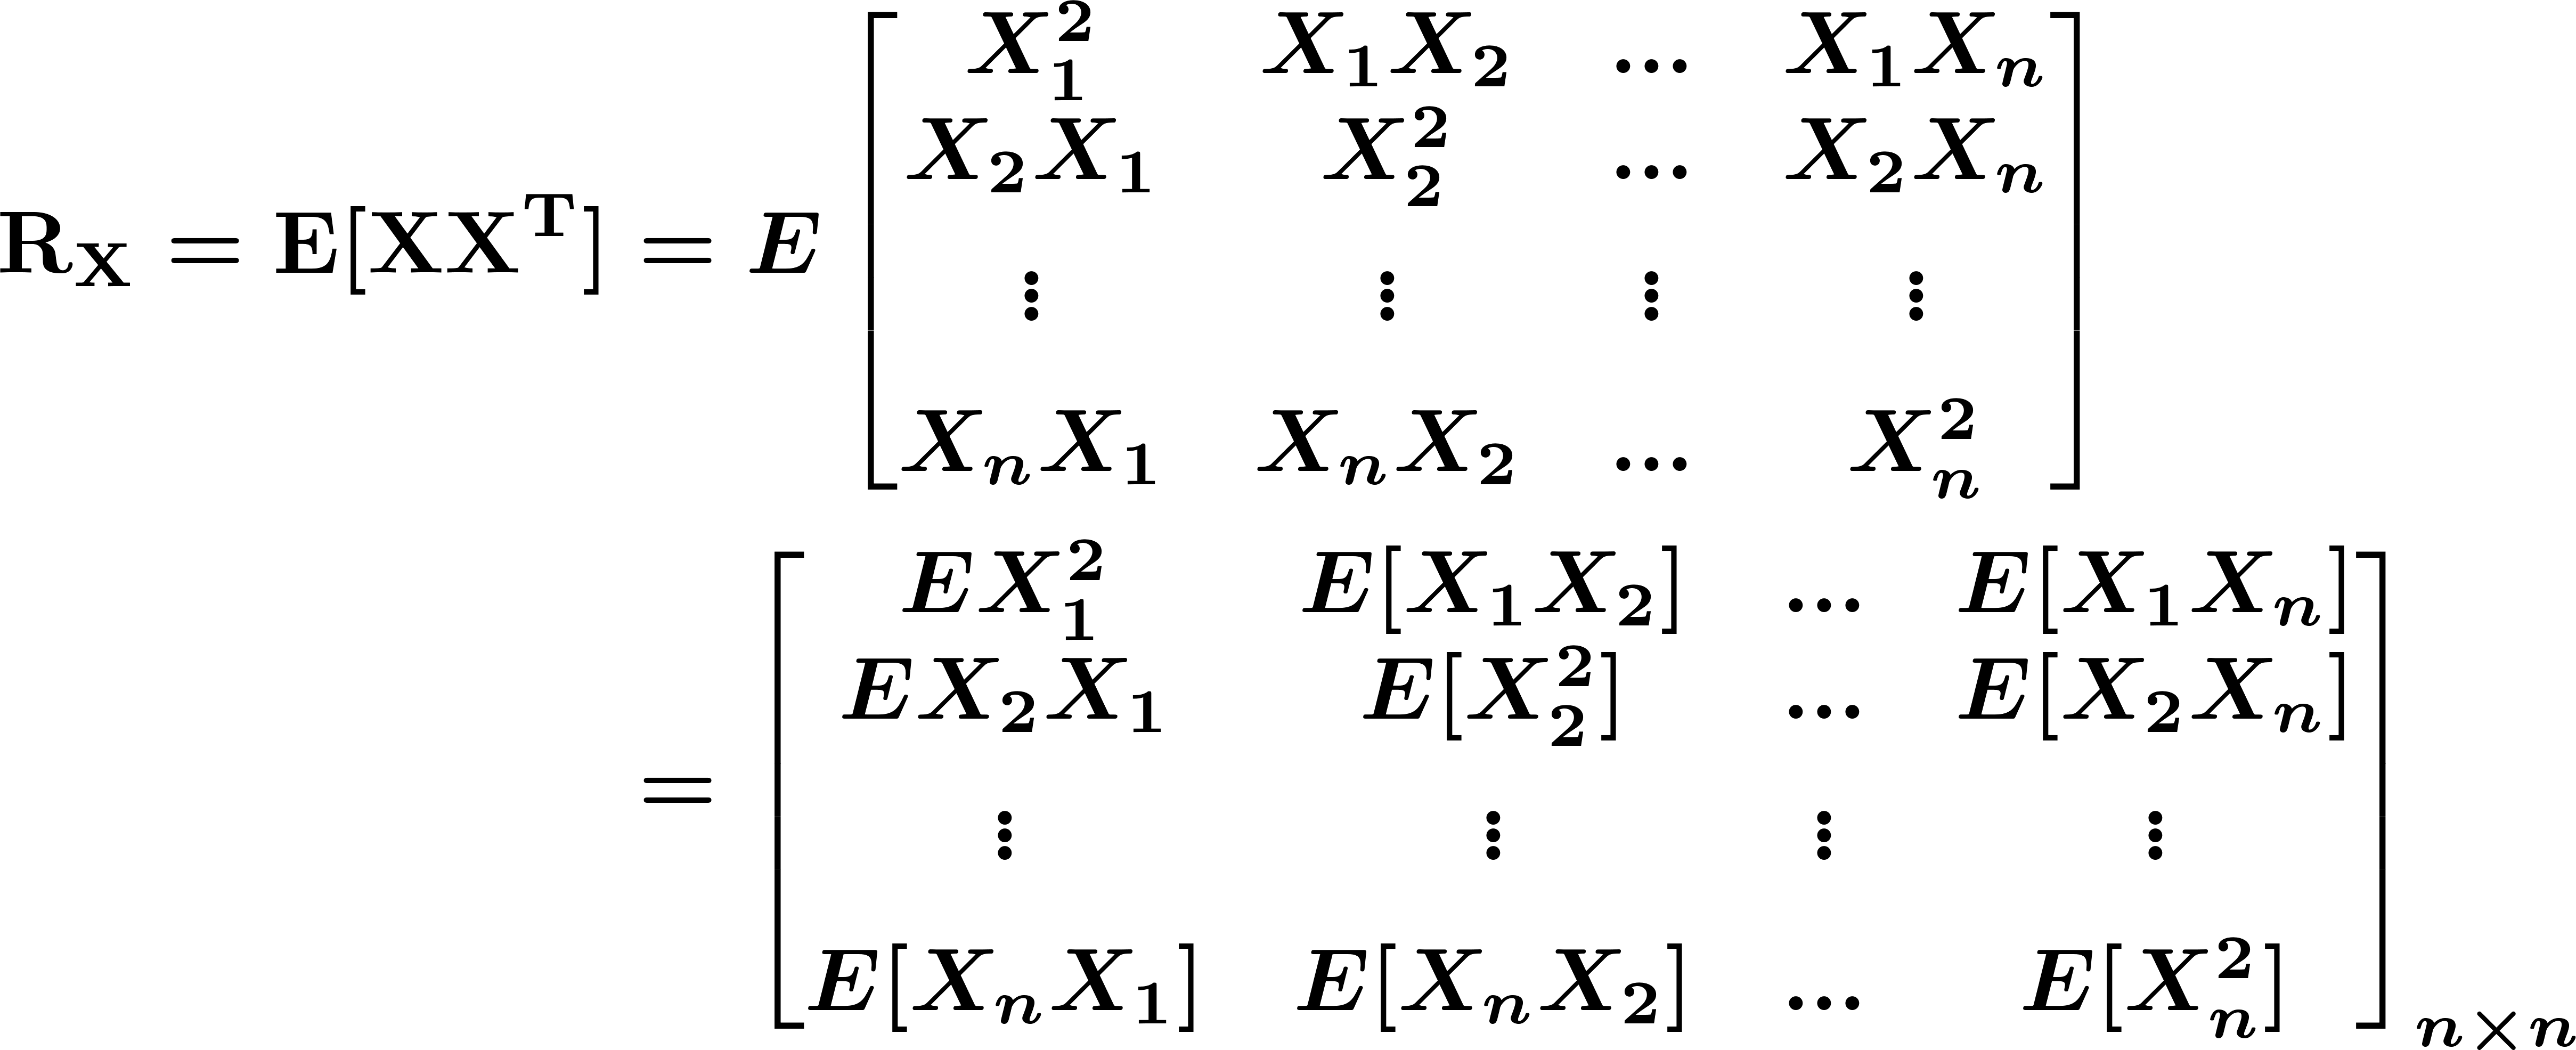 R_X = E[XX^T] = E [ X_1^2 X_1X_2 ... X_1X_n
X_2X_1 X_2^2 ... X_2X_n
⋮ ⋮ ⋮ ⋮
X_nX_1 X_nX_2 ... X_n^2 ]
= [ EX_1^2 E[X_1X_2] ... E[X_1X_n]
EX_2X_1 E[X_2^2] ... E[X_2X_n]
⋮ ⋮ ⋮ ⋮
E[X_nX_1] E[X_nX_2] ... E[X_n^2] ]_{n×n}